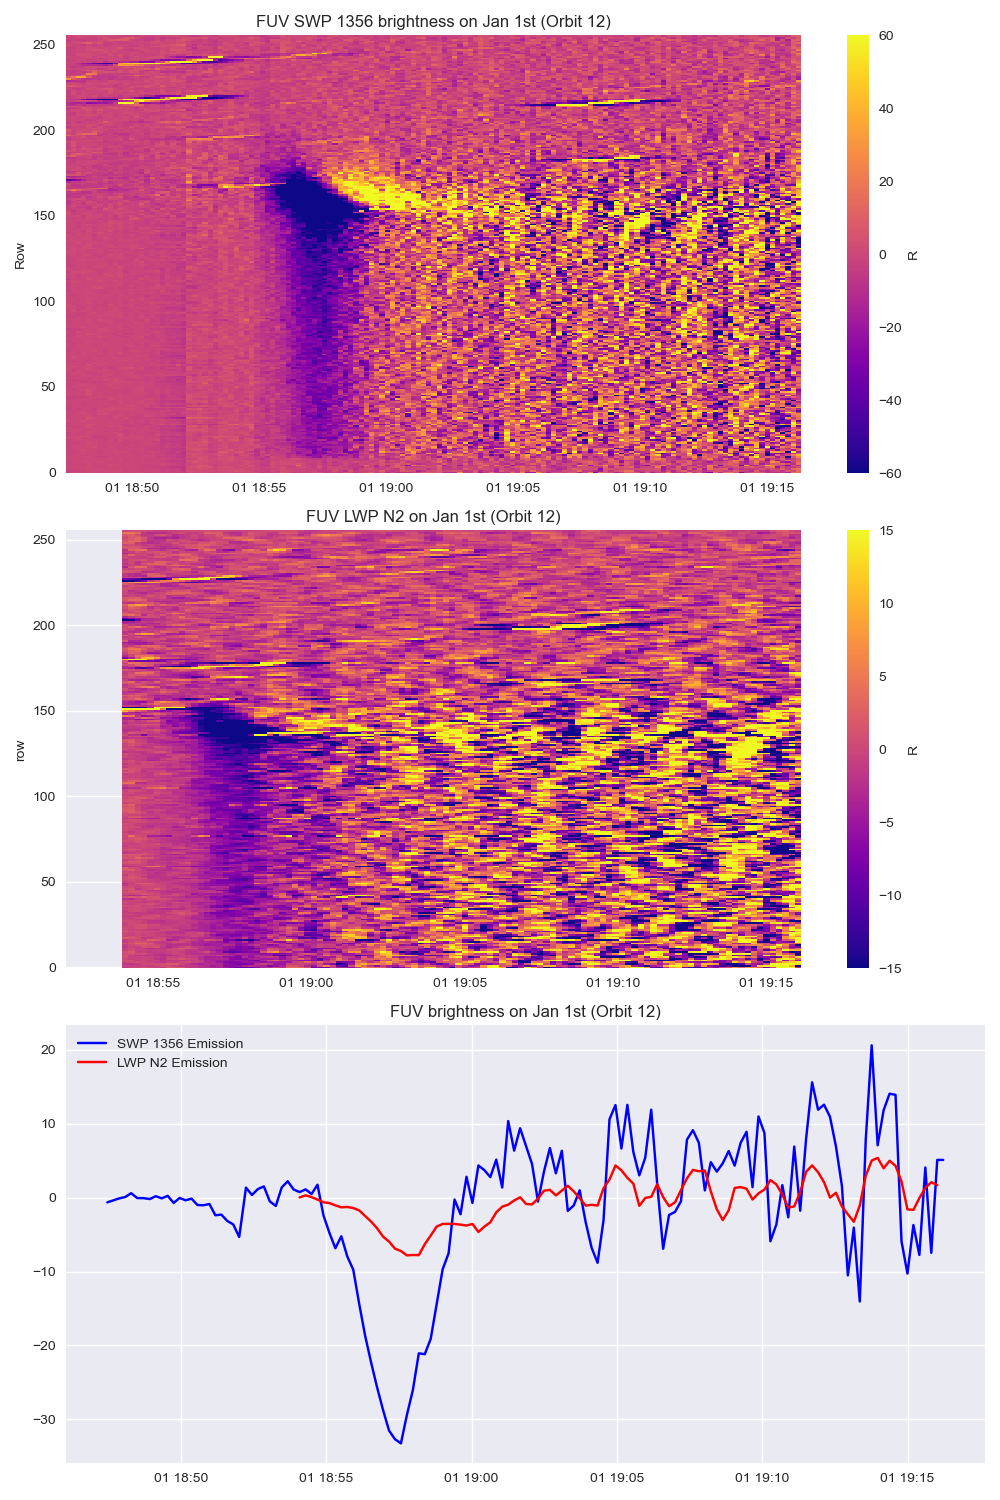 FUV SWP 1356 brightness on Jan 1st (Orbit 12)
250
200
150
100
50
0
Row
01 18:50 01 18:55 01 19:00 01 19:05 01 19:10 01 19:15
60
40
20
0
−20
−40
−60
R
FUV LWP N2 on Jan 1st (Orbit 12)
250
200
150
100
50
0
row
01 18:55 01 19:00 01 19:05 01 19:10 01 19:15
15
10
5
0
−5
−10
−15
R
FUV brightness on Jan 1st (Orbit 12)
SWP 1356 Emission
LWP N2 Emission
20
10
0
−10
−20
−30
01 18:50 01 18:55 01 19:00 01 19:05 01 19:10 01 19:15